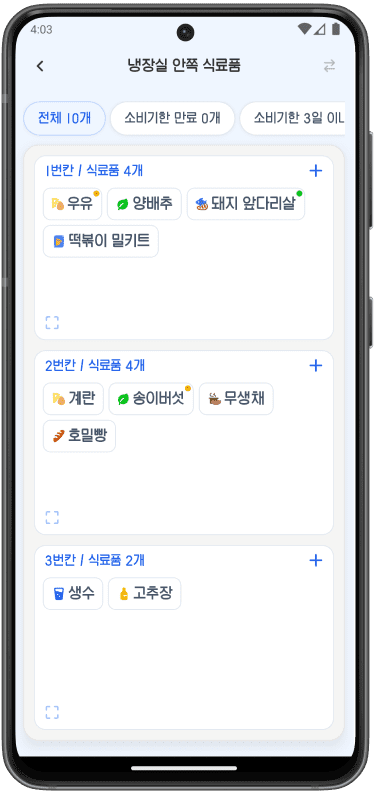 4:03
냉장실 안쪽 식료품
전체 10개 소비기한 만료 0개 소비기한 3일 이내
1번칸 / 식료품 4개
우유 양배추 돼지 앞다리살
떡볶이 밀키트
2번칸 / 식료품 4개
계란 송이버섯 무생채
호밀빵
3번칸 / 식료품 2개
생수 고추장